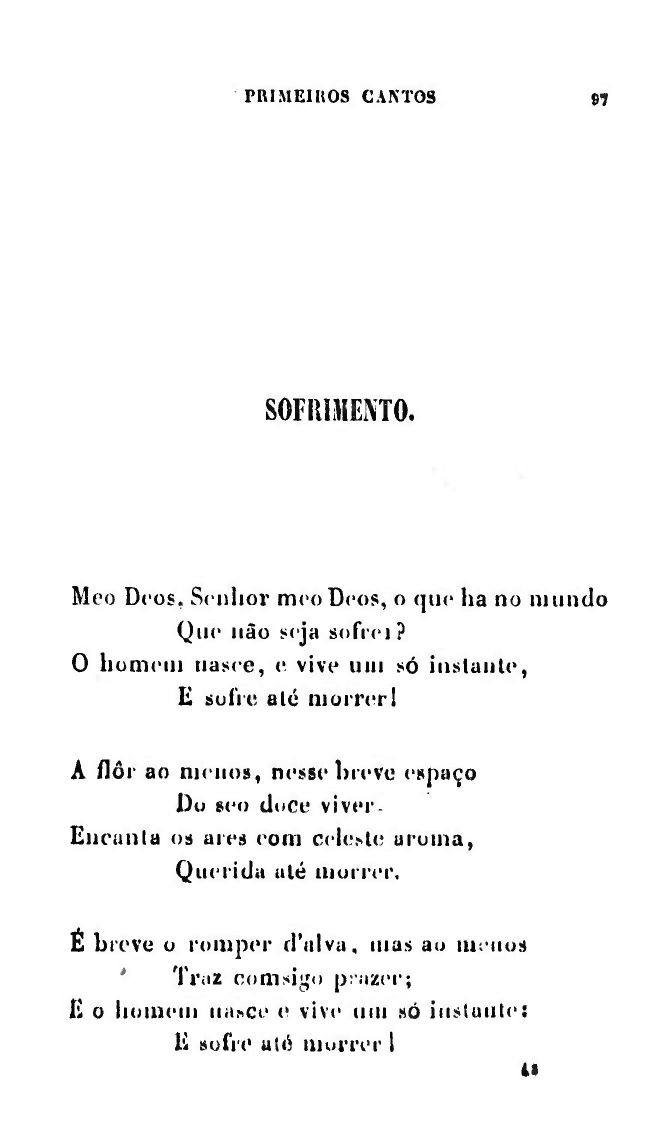 PRIMEIROS CANTOS 97
SOFRIMENTO.
Meo Deos, Senhor meo Deos, o que ha no mundo
Que não seja sofrer?
O homem nasce, e vive um só instante,
E sofre até morrer!
A flôr ao menos, nesse breve espaço
Do seo doce viver,
Encanta os ares com celeste aroma,
Querida até morrer.
É breve o romper d'alva, mas ao menos
Traz comsigo prazer;
E o homem nasce e vive um só instante:
E sofre até morrer!